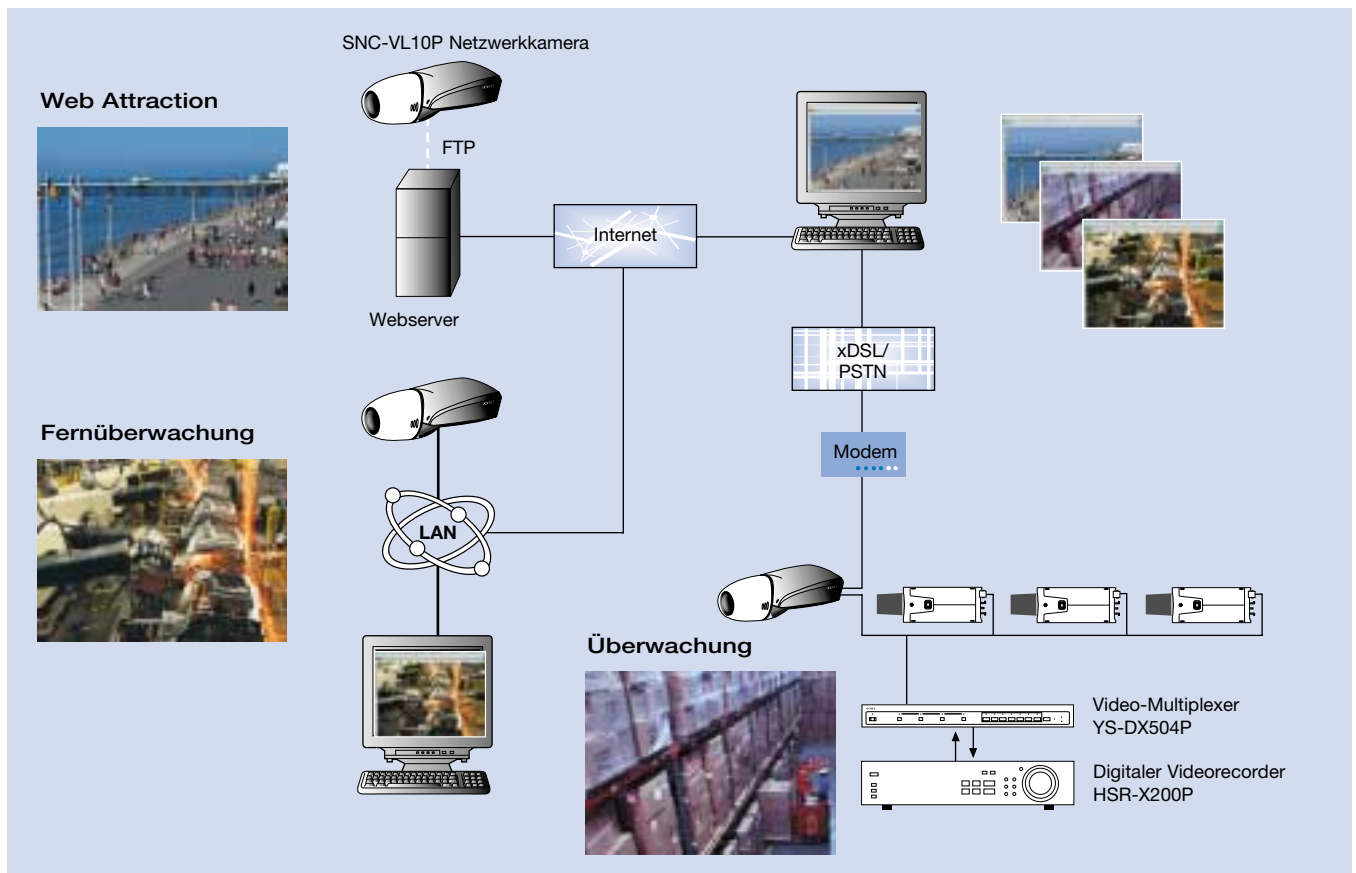 SNC-VL10P Netzwerkkamera
Web Attraction
FTP
Internet
Webserver
xDSL/
PSTN
Fernüberwachung
Modem
LAN
Überwachung
Video-Multiplexer
YS-DX504P
Digitaler Videorecorder
HSR-X200P